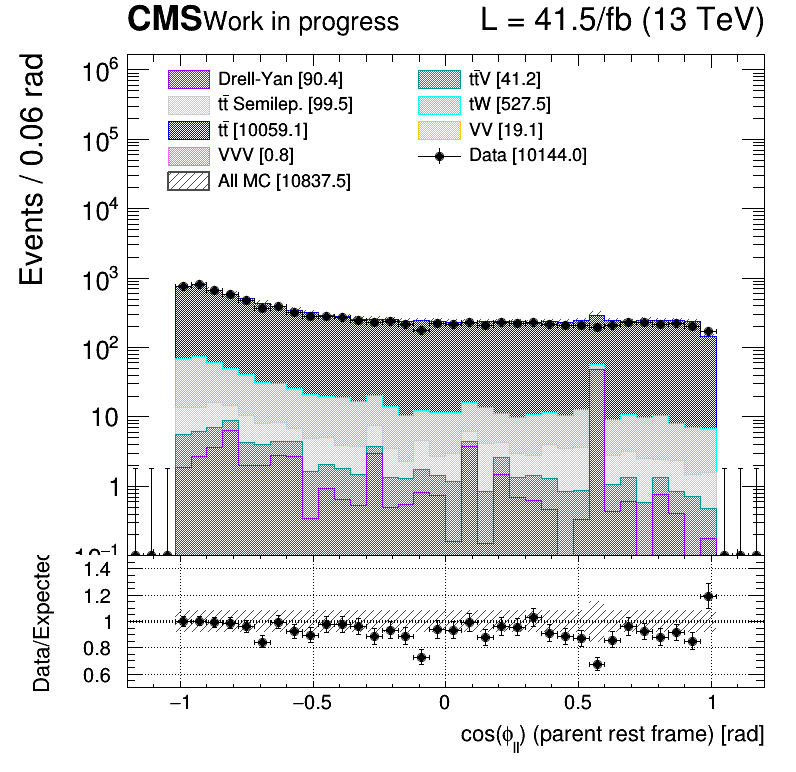 CMS Work in progress L = 41.5/fb (13 TeV)
Events / 0.06 rad
10⁶
10⁵
10⁴
10³
10²
10
1
10⁻¹
Drell-Yan [90.4]
tt̄ Semilep. [99.5]
tt̄ [10059.1]
VVV [0.8]
All MC [10837.5]
tt̄V [41.2]
tW [527.5]
VV [19.1]
Data [10144.0]
Data/Expected
1.4
1.2
1
0.8
0.6
−1 −0.5 0 0.5 1
cos(ϕ_ll) (parent rest frame) [rad]